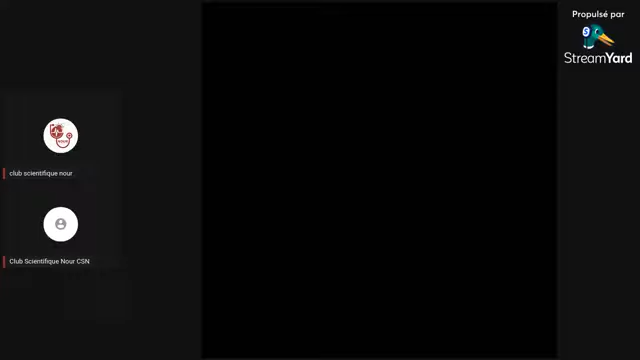 Propulsé par
StreamYard
club scientifique nour
Club Scientifique Nour CSN